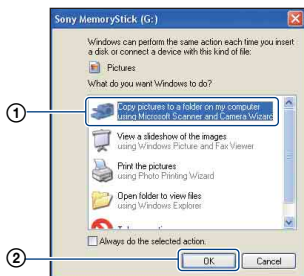 Sony MemoryStick (G:)
Windows can perform the same action each time you insert
a disk or connect a device with this kind of file:
Pictures
What do you want Windows to do?
① Copy pictures to a folder on my computer
using Microsoft Scanner and Camera Wizard
View a slideshow of the images
using Windows Picture and Fax Viewer
Print the pictures
using Photo Printing Wizard
Open folder to view files
using Windows Explorer
Always do the selected action.
② OK Cancel